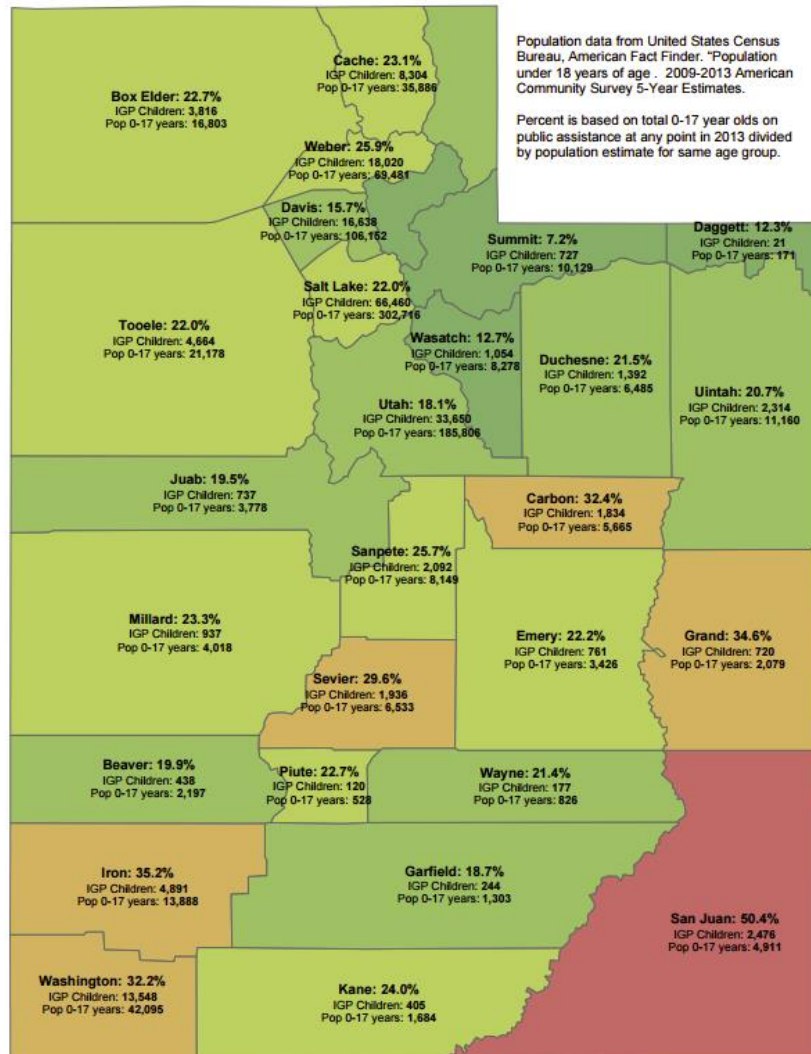 Population data from United States Census
Bureau, American Fact Finder. “Population
under 18 years of age .  2009-2013 American
Community Survey 5-Year Estimates.
Percent is based on total 0-17 year olds on
public assistance at any point in 2013 divided
by population estimate for same age group.
Cache: 23.1%
IGP Children: 8,304
Pop 0-17 years: 35,886
Box Elder: 22.7%
IGP Children: 3,816
Pop 0-17 years: 16,803
Weber: 25.9%
IGP Children: 18,020
Pop 0-17 years: 69,481
Davis: 15.7%
IGP Children: 16,638
Pop 0-17 years: 106,152
Summit: 7.2%
IGP Children: 727
Pop 0-17 years: 10,129
Daggett: 12.3%
IGP Children: 21
Pop 0-17 years: 171
Salt Lake: 22.0%
IGP Children: 66,460
Pop 0-17 years: 302,716
Tooele: 22.0%
IGP Children: 4,664
Pop 0-17 years: 21,178
Wasatch: 12.7%
IGP Children: 1,054
Pop 0-17 years: 8,278
Duchesne: 21.5%
IGP Children: 1,392
Pop 0-17 years: 6,485
Uintah: 20.7%
IGP Children: 2,314
Pop 0-17 years: 11,160
Utah: 18.1%
IGP Children: 33,650
Pop 0-17 years: 185,806
Juab: 19.5%
IGP Children: 737
Pop 0-17 years: 3,778
Carbon: 32.4%
IGP Children: 1,834
Pop 0-17 years: 5,665
Sanpete: 25.7%
IGP Children: 2,092
Pop 0-17 years: 8,149
Millard: 23.3%
IGP Children: 937
Pop 0-17 years: 4,018
Emery: 22.2%
IGP Children: 761
Pop 0-17 years: 3,426
Grand: 34.6%
IGP Children: 720
Pop 0-17 years: 2,079
Sevier: 29.6%
IGP Children: 1,936
Pop 0-17 years: 6,533
Beaver: 19.9%
IGP Children: 438
Pop 0-17 years: 2,197
Piute: 22.7%
IGP Children: 120
Pop 0-17 years: 528
Wayne: 21.4%
IGP Children: 177
Pop 0-17 years: 826
Iron: 35.2%
IGP Children: 4,891
Pop 0-17 years: 13,888
Garfield: 18.7%
IGP Children: 244
Pop 0-17 years: 1,303
San Juan: 50.4%
IGP Children: 2,476
Pop 0-17 years: 4,911
Washington: 32.2%
IGP Children: 13,548
Pop 0-17 years: 42,095
Kane: 24.0%
IGP Children: 405
Pop 0-17 years: 1,684